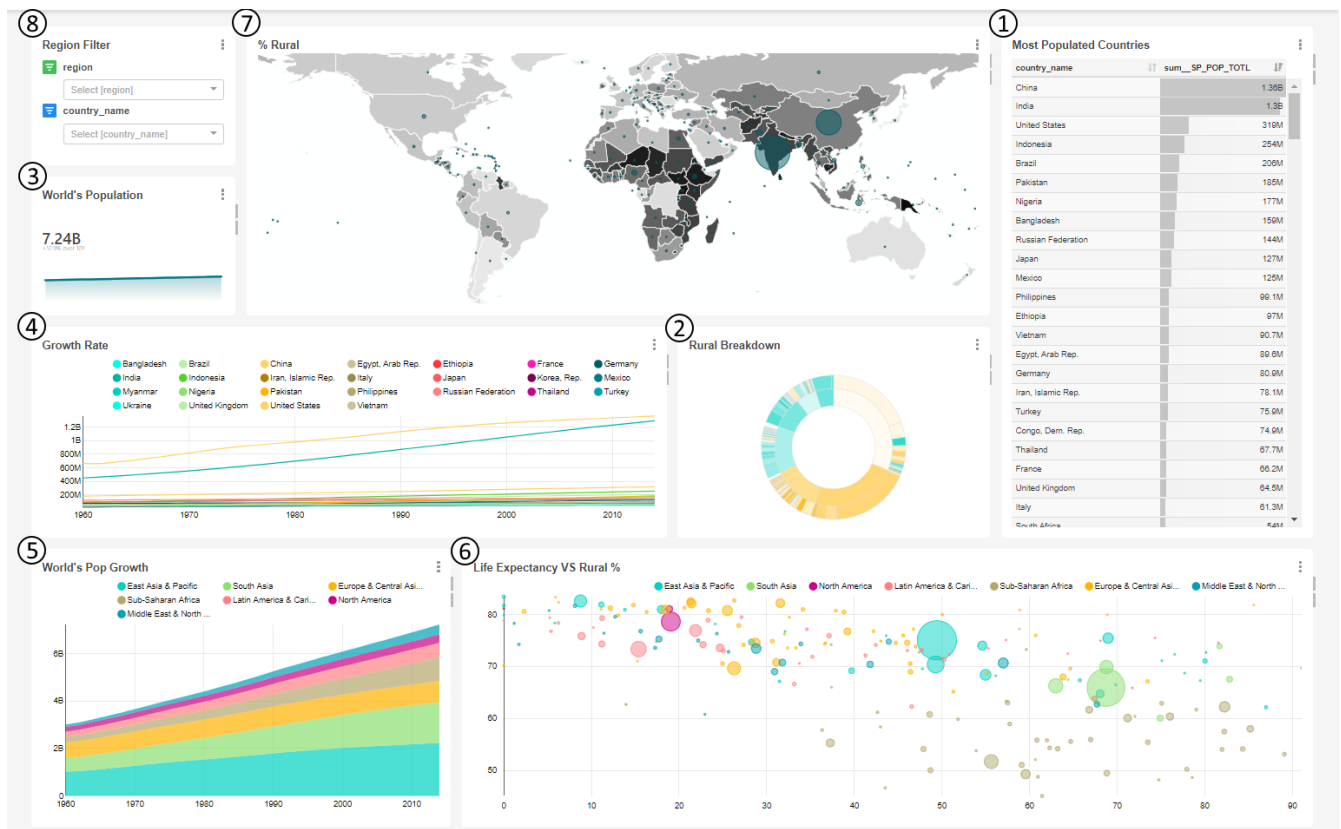 ⑧
Region Filter
region
Select [region]
country_name
Select [country_name]
③
World's Population
7.24B
⑦
% Rural
①
Most Populated Countries
country_name sum__SP_POP_TOTL
China 1.36B
India 1.3B
United States 319M
Indonesia 254M
Brazil 206M
Pakistan 185M
Nigeria 177M
Bangladesh 159M
Russian Federation 144M
Japan 127M
Mexico 125M
Philippines 99.1M
Ethiopia 97M
Vietnam 90.7M
Egypt, Arab Rep. 89.6M
Germany 80.9M
Iran, Islamic Rep. 78.1M
Turkey 75.9M
Congo, Dem. Rep. 74.9M
Thailand 67.7M
France 66.2M
United Kingdom 64.5M
Italy 61.3M
South Africa 54M
④
Growth Rate
Bangladesh Brazil China Egypt, Arab Rep. Ethiopia France Germany
India Indonesia Iran, Islamic Rep. Italy Japan Korea, Rep. Mexico
Myanmar Nigeria Pakistan Philippines Russian Federation Thailand Turkey
Ukraine United Kingdom United States Vietnam
1.2B
1B
800M
600M
400M
200M
1960 1970 1980 1990 2000 2010
②
Rural Breakdown
⑤
World's Pop Growth
East Asia & Pacific South Asia Europe & Central Asi...
Sub-Saharan Africa Latin America & Cari... North America
Middle East & North ...
6B
4B
2B
0
1960 1970 1980 1990 2000 2010
⑥
Life Expectancy VS Rural %
East Asia & Pacific South Asia North America Latin America & Cari... Sub-Saharan Africa Europe & Central Asi... Middle East & North ...
80
70
60
50
0 10 20 30 40 50 60 70 80 90